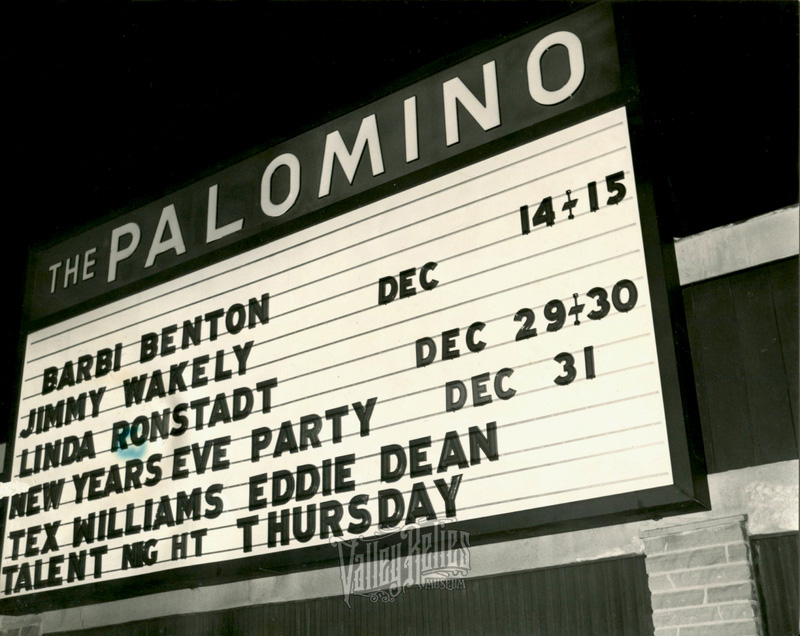 THE PALOMINO
BARBI BENTON DEC 14+15
JIMMY WAKELY
LINDA RONSTADT DEC 29+30
NEW YEARS EVE PARTY DEC 31
TEX WILLIAMS EDDIE DEAN
TALENT NIGHT THURSDAY
Valley Relics
MUSEUM